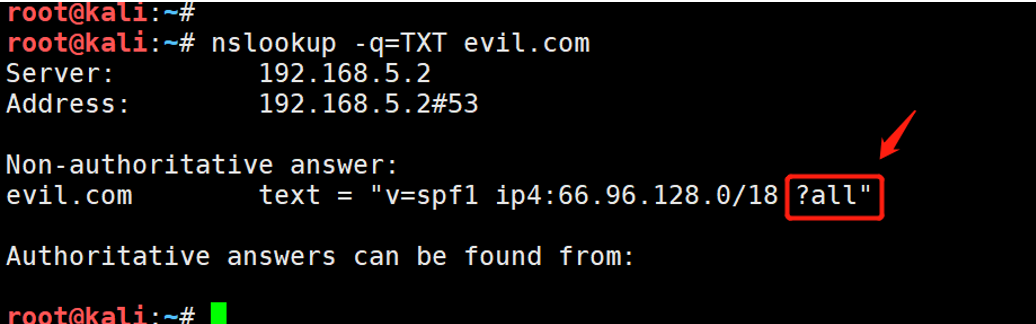 root@kali:~#
root@kali:~# nslookup -q=TXT evil.com
Server:         192.168.5.2
Address:        192.168.5.2#53
Non-authoritative answer:
evil.com        text = "v=spf1 ip4:66.96.128.0/18 ?all"
Authoritative answers can be found from:
root@kali:~#